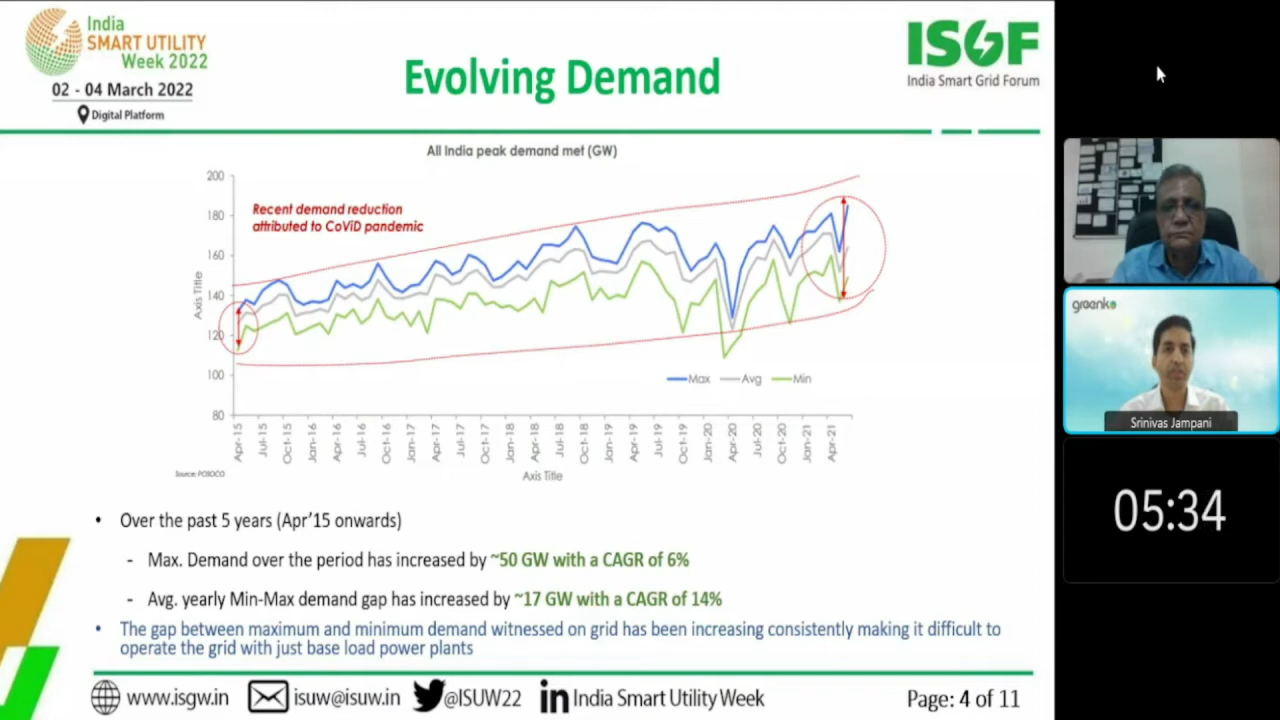 India
SMART UTILITY
Week 2022
02 - 04 March 2022
Digital Platform
Evolving Demand
ISGF
India Smart Grid Forum
All India peak demand met (GW)
200
180
160
140
120
100
80
Axis Title
Recent demand reduction
attributed to CoViD pandemic
Max Avg Min
Apr-15 Jul-15 Oct-15 Jan-16 Apr-16 Jul-16 Oct-16 Jan-17 Apr-17 Jul-17 Oct-17 Jan-18 Apr-18 Jul-18 Oct-18 Jan-19 Apr-19 Jul-19 Oct-19 Jan-20 Apr-20 Jul-20 Oct-20 Jan-21 Apr-21
Axis Title
Source: POSOCO
• Over the past 5 years (Apr'15 onwards)
- Max. Demand over the period has increased by ~50 GW with a CAGR of 6%
- Avg. yearly Min-Max demand gap has increased by ~17 GW with a CAGR of 14%
• The gap between maximum and minimum demand witnessed on grid has been increasing consistently making it difficult to
operate the grid with just base load power plants
www.isgw.in isuw@isuw.in @ISUW22 in India Smart Utility Week Page: 4 of 11
greenko
Srinivas Jampani
05:34